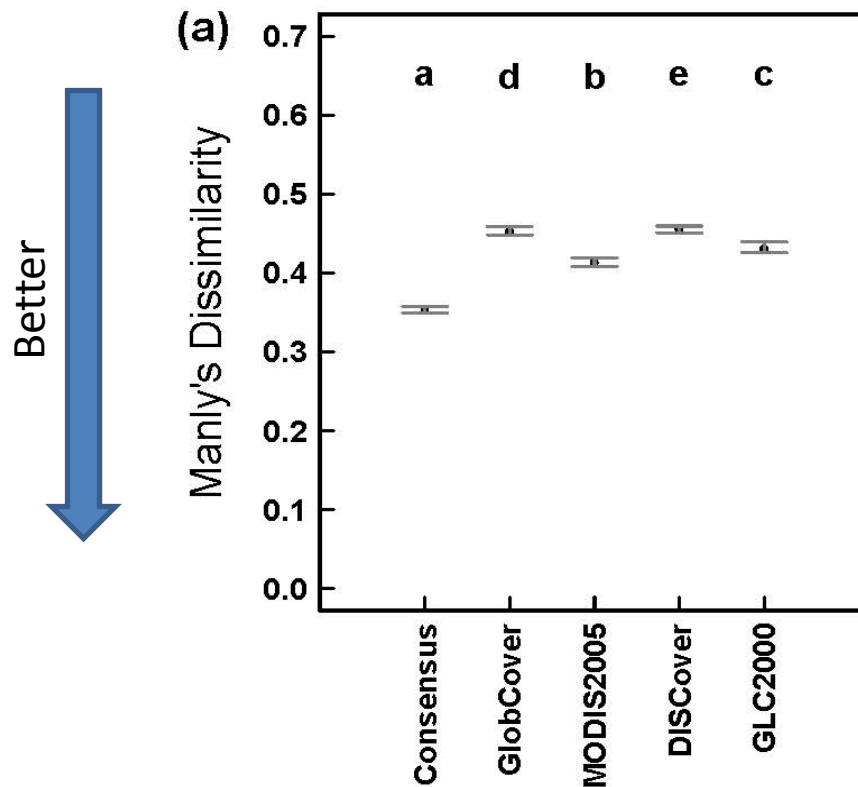 (a)
Better
Manly's Dissimilarity
0.7
0.6
0.5
0.4
0.3
0.2
0.1
0.0
a d b e c
Consensus
GlobCover
MODIS2005
DISCover
GLC2000